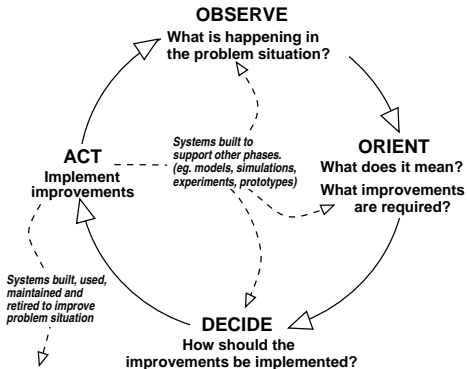 OBSERVE
What is happening in
the problem situation?
ORIENT
What does it mean?
What improvements
are required?
Systems built to
support other phases.
(eg. models, simulations,
experiments, prototypes)
ACT
Implement
improvements
Systems built, used,
maintained and
retired to improve
problem situation
DECIDE
How should the
improvements be implemented?